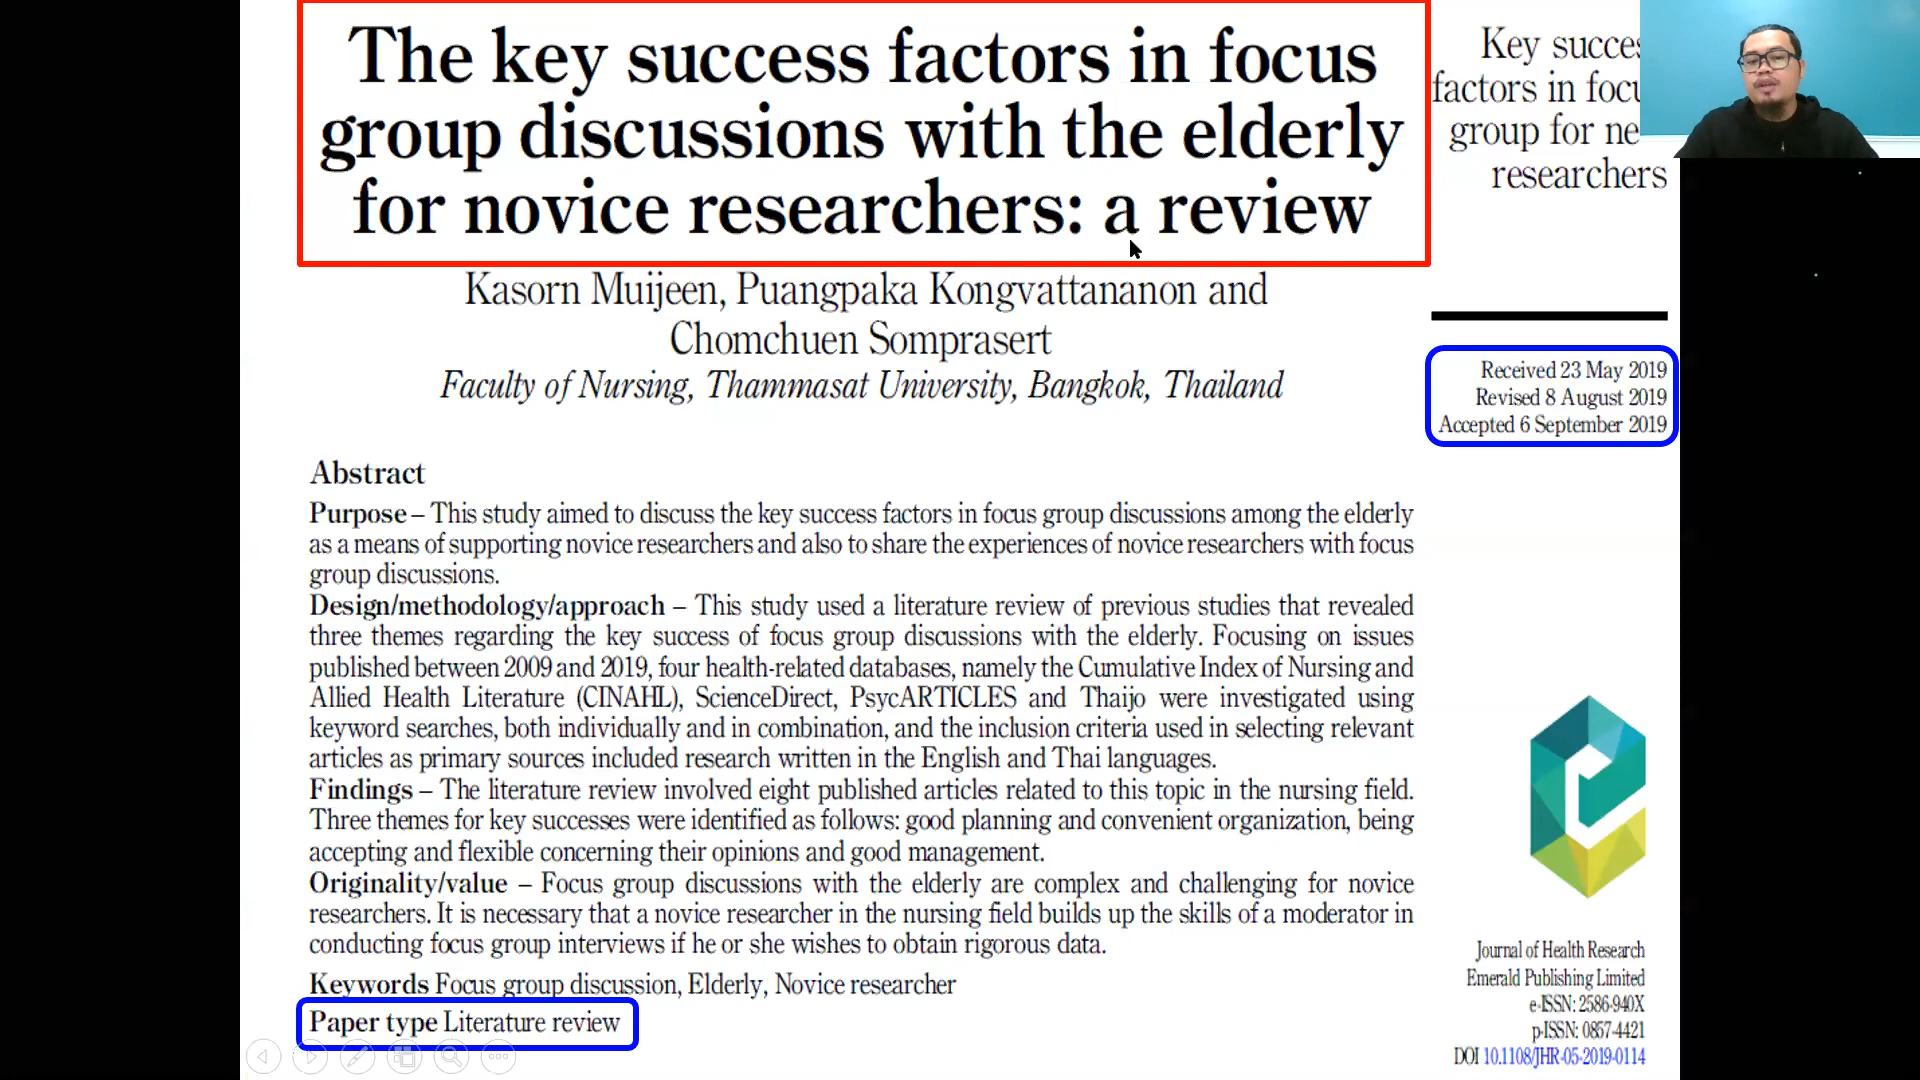 The key success factors in focus
group discussions with the elderly
for novice researchers: a review
Kasorn Muijeen, Puangpaka Kongvattananon and
Chomchuen Somprasert
Faculty of Nursing, Thammasat University, Bangkok, Thailand
Abstract
Purpose – This study aimed to discuss the key success factors in focus group discussions among the elderly
as a means of supporting novice researchers and also to share the experiences of novice researchers with focus
group discussions.
Design/methodology/approach – This study used a literature review of previous studies that revealed
three themes regarding the key success of focus group discussions with the elderly. Focusing on issues
published between 2009 and 2019, four health-related databases, namely the Cumulative Index of Nursing and
Allied Health Literature (CINAHL), ScienceDirect, PsycARTICLES and Thaijo were investigated using
keyword searches, both individually and in combination, and the inclusion criteria used in selecting relevant
articles as primary sources included research written in the English and Thai languages.
Findings – The literature review involved eight published articles related to this topic in the nursing field.
Three themes for key successes were identified as follows: good planning and convenient organization, being
accepting and flexible concerning their opinions and good management.
Originality/value – Focus group discussions with the elderly are complex and challenging for novice
researchers. It is necessary that a novice researcher in the nursing field builds up the skills of a moderator in
conducting focus group interviews if he or she wishes to obtain rigorous data.
Keywords Focus group discussion, Elderly, Novice researcher
Paper type Literature review
Key
factors in
group for
researchers
Received 23 May 2019
Revised 8 August 2019
Accepted 6 September 2019
Journal of Health Research
Emerald Publishing Limited
e-ISSN: 2586-940X
p-ISSN: 0857-4421
DOI 10.1108/JHR-05-2019-0114